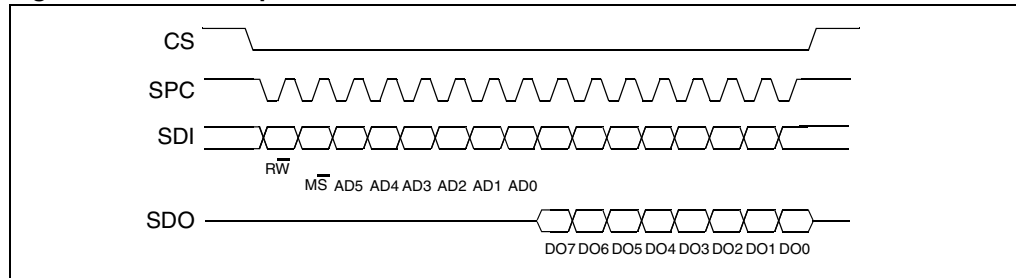 CS
SPC
SDI
RW̅
MS̅ AD5 AD4 AD3 AD2 AD1 AD0
SDO
DO7 DO6 DO5 DO4 DO3 DO2 DO1 DO0